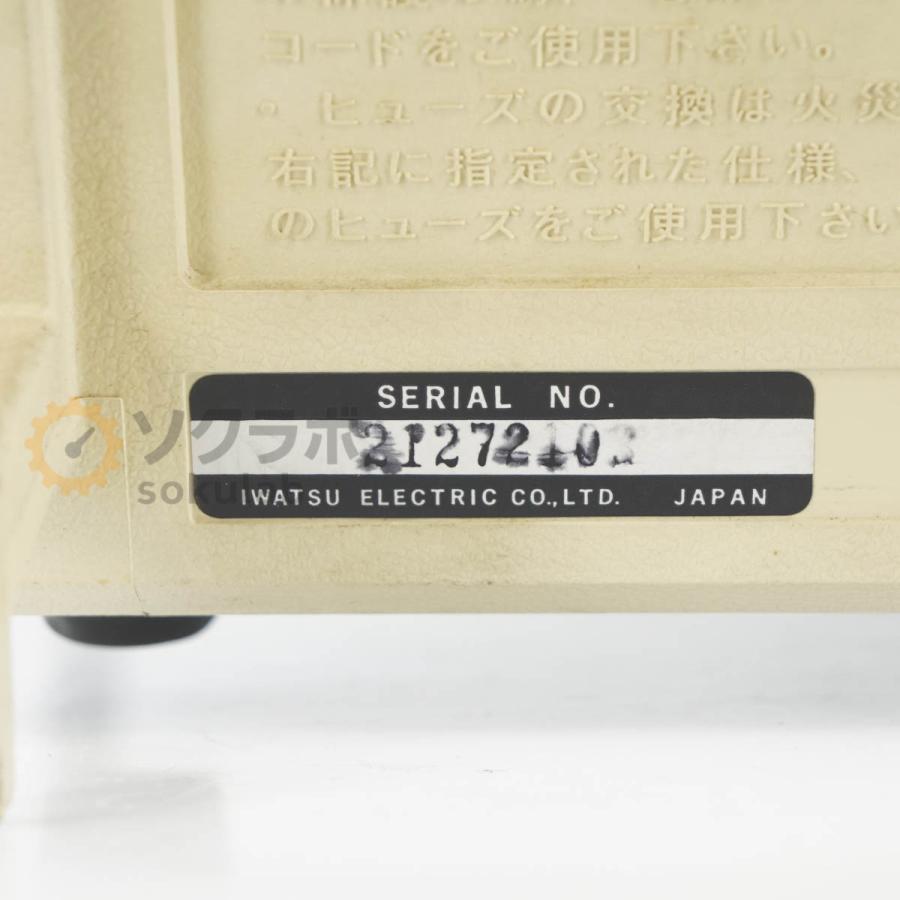 コードをご使用下さい。
・ヒューズの交換は火災
右記に指定された仕様、
のヒューズをご使用下さい
SERIAL NO.
ソクラボ
sokulab
IWATSU ELECTRIC CO.,LTD. JAPAN